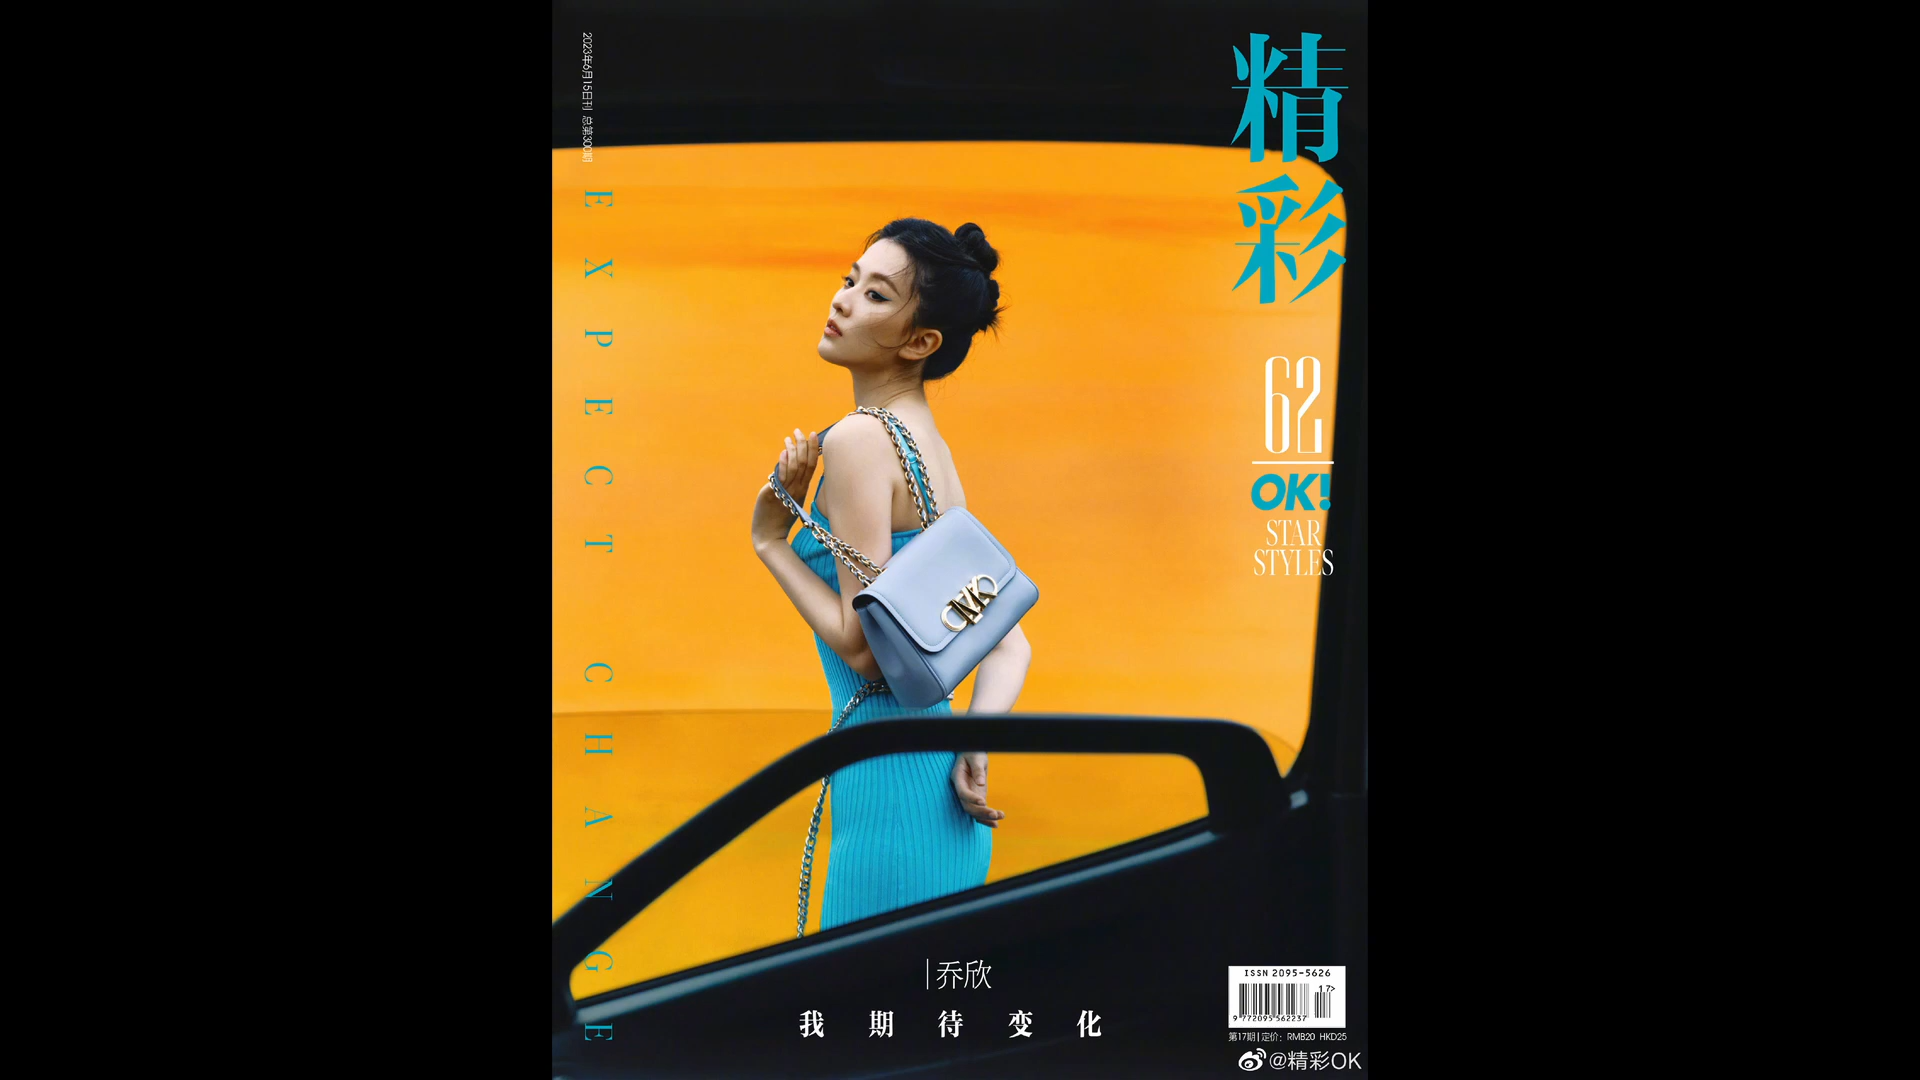 2023年6月15日刊 总第300期
EXPECT CHANGE
精彩
62
OK!
STAR
STYLES
乔欣
我期待变化
ISSN 2095-5626
17>
9 772095 562237
第17期 | 定价：RMB20 HKD25
@精彩OK